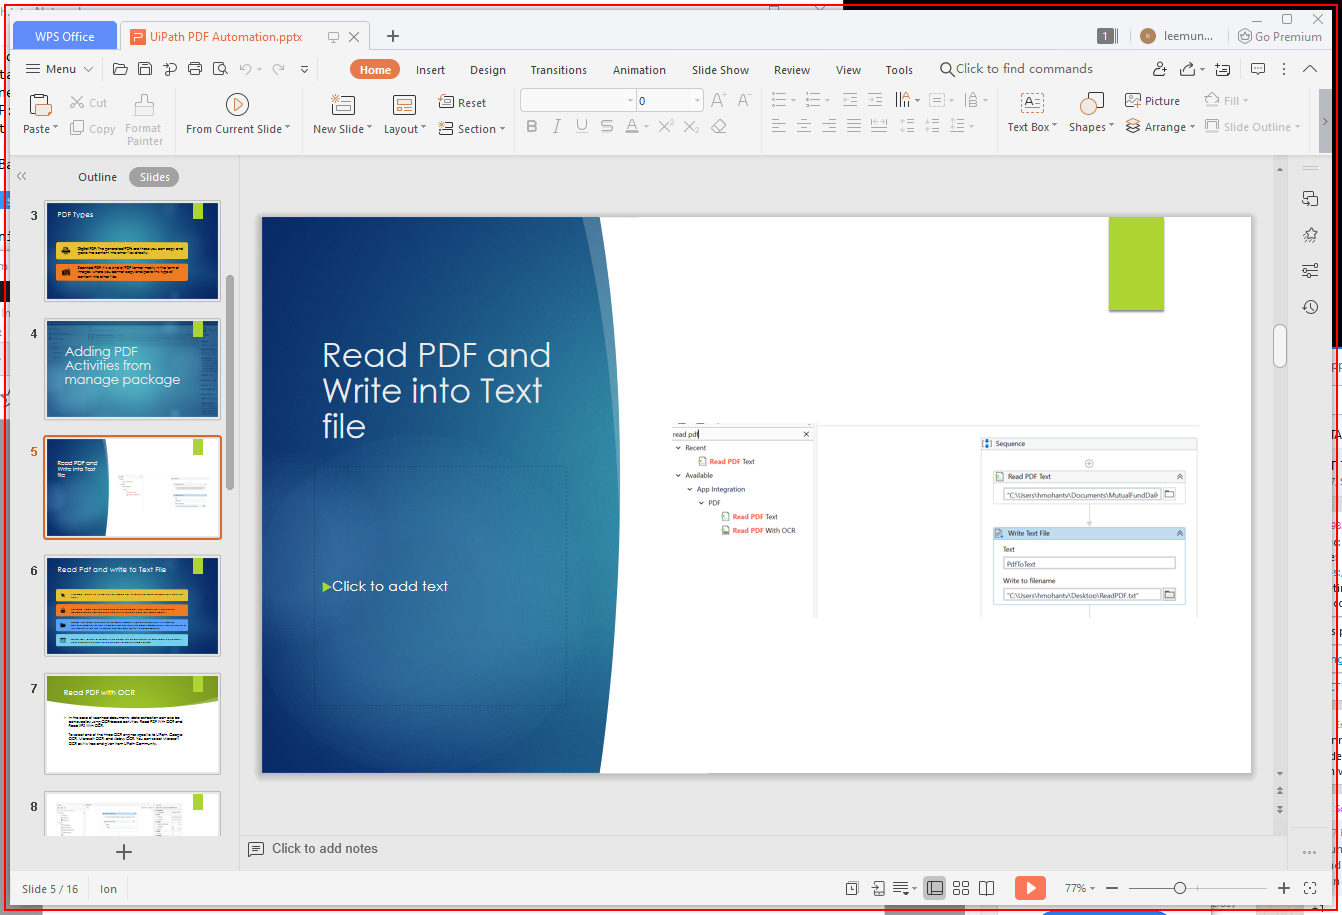 WPS Office
UiPath PDF Automation.pptx
1
leemun...
Go Premium
Menu
Home
Insert
Design
Transitions
Animation
Slide Show
Review
View
Tools
Click to find commands
Paste
Cut
Copy
Format
Painter
From Current Slide
New Slide
Layout
Reset
Section
0
Text Box
Shapes
Picture
Arrange
Fill
Slide Outline
Outline
Slides
3
PDF Types
4
Adding PDF
Activities from
manage package
5
Read PDF and
Write into Text
file
6
Read Pdf and write to Text File
7
Read PDF with OCR
8
Read PDF and
Write into Text
file
Click to add text
read pdf
Recent
Read PDF Text
Available
App Integration
PDF
Read PDF Text
Read PDF With OCR
Sequence
Read PDF Text
"C:\Users\hmohanty\Documents\MutualFundDail
Write Text File
Text
PdfToText
Write to filename
"C:\Users\hmohanty\Desktop\ReadPDF.txt"
Click to add notes
Slide 5 / 16
Ion
77%